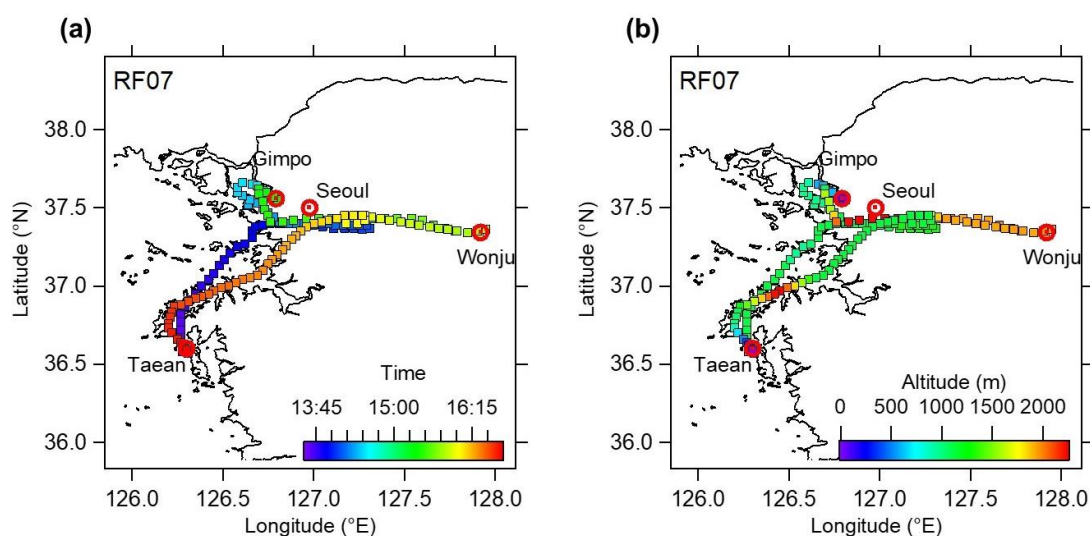 (a)
RF07
Gimpo
Seoul
Wonju
Taean
38.0
37.5
37.0
36.5
36.0
Latitude (°N)
Time
13:45 15:00 16:15
126.0 126.5 127.0 127.5 128.0
Longitude (°E)
(b)
RF07
Gimpo
Seoul
Wonju
Taean
38.0
37.5
37.0
36.5
36.0
Latitude (°N)
Altitude (m)
0 500 1000 1500 2000
126.0 126.5 127.0 127.5 128.0
Longitude (°E)